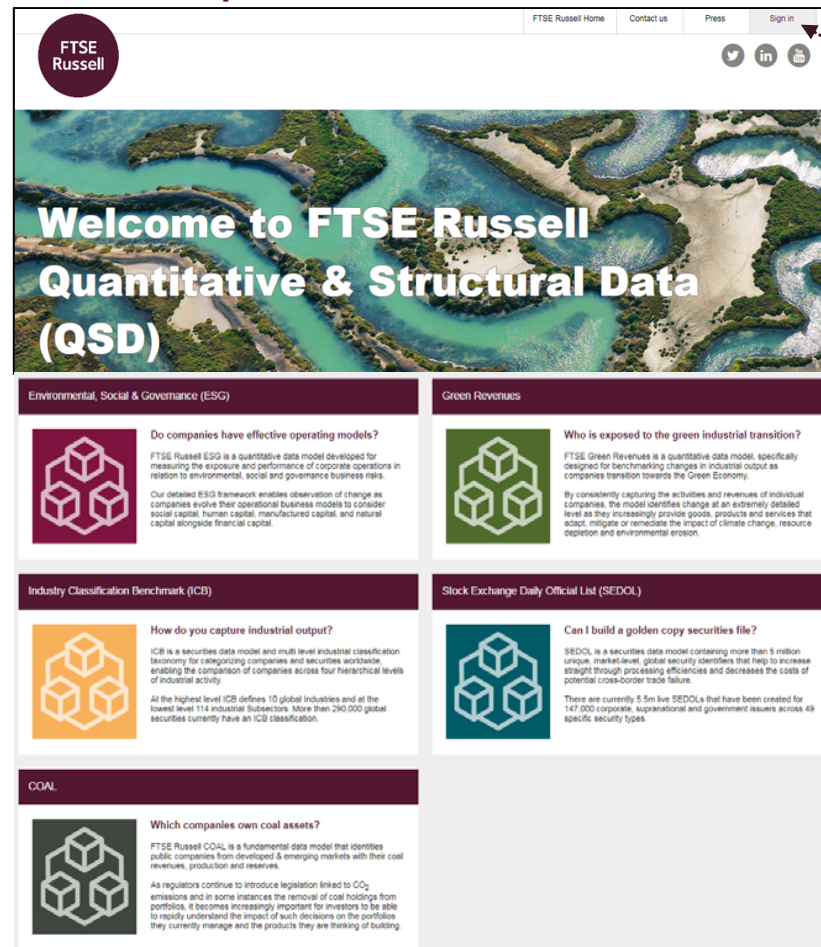 FTSE Russell Home Contact us Press Sign in
FTSE
Russell
Welcome to FTSE Russell
Quantitative & Structural Data
(QSD)
Environmental, Social & Governance (ESG)
Do companies have effective operating models?
FTSE Russell ESG is a quantitative data model developed for
measuring the exposure and performance of corporate operations in
relation to environmental, social and governance business risks.
Our detailed ESG framework enables observation of change as
companies evolve their operational business models to consider
social capital, human capital, manufactured capital, and natural
capital alongside financial capital.
Green Revenues
Who is exposed to the green industrial transition?
FTSE Green Revenues is a quantitative data model, specifically
designed for benchmarking changes in industrial output as
companies transition towards the Green Economy.
By consistently capturing the activities and revenues of individual
companies, the model identifies change at an extremely detailed
level as they increasingly provide goods, products and services that
adapt, mitigate or remediate the impact of climate change, resource
depletion and environmental erosion.
Industry Classification Benchmark (ICB)
How do you capture industrial output?
ICB is a securities data model and multi level industrial classification
taxonomy for categorizing companies and securities worldwide,
enabling the comparison of companies across four hierarchical levels
of industrial activity.
At the highest level ICB defines 10 global Industries and at the
lowest level 114 industrial Subsectors. More than 290,000 global
securities currently have an ICB classification.
Stock Exchange Daily Official List (SEDOL)
Can I build a golden copy securities file?
SEDOL is a securities data model containing more than 5 million
unique, market-level, global security identifiers that help to increase
straight through processing efficiencies and decreases the costs of
potential cross-border trade failure.
There are currently 5.5m live SEDOLs that have been created for
147,000 corporate, supranational and government issuers across 49
specific security types.
COAL
Which companies own coal assets?
FTSE Russell COAL is a fundamental data model that identifies
public companies from developed & emerging markets with their coal
revenues, production and reserves.
As regulators continue to introduce legislation linked to CO2
emissions and in some instances the removal of coal holdings from
portfolios, it becomes increasingly important for investors to be able
to rapidly understand the impact of such decisions on the portfolios
they currently manage and the products they are thinking of building.